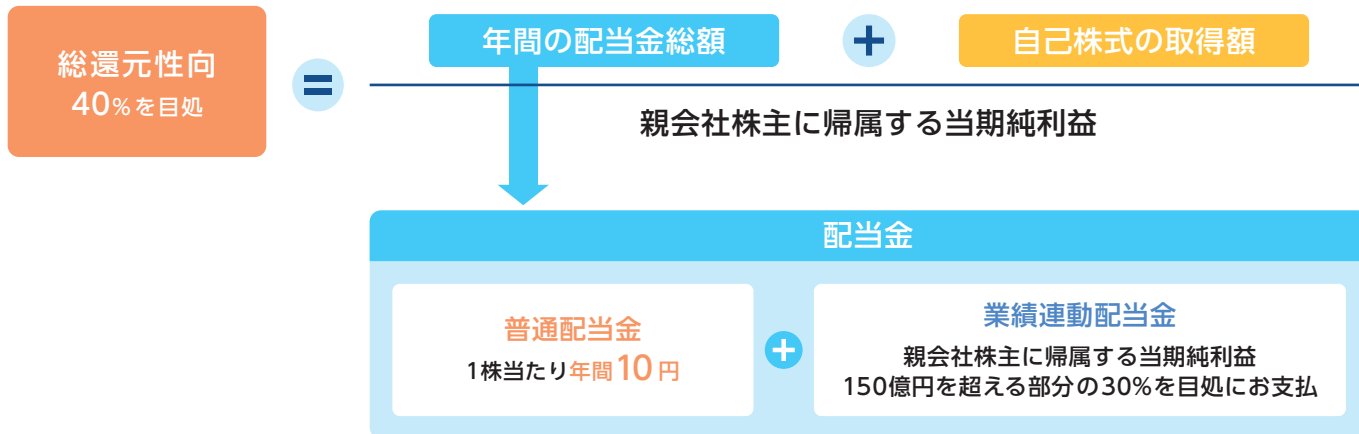 総還元性向
40%を目処
=
年間の配当金総額
+
自己株式の取得額
親会社株主に帰属する当期純利益
配当金
普通配当金
1株当たり年間10円
+
業績連動配当金
親会社株主に帰属する当期純利益
150億円を超える部分の30%を目処にお支払